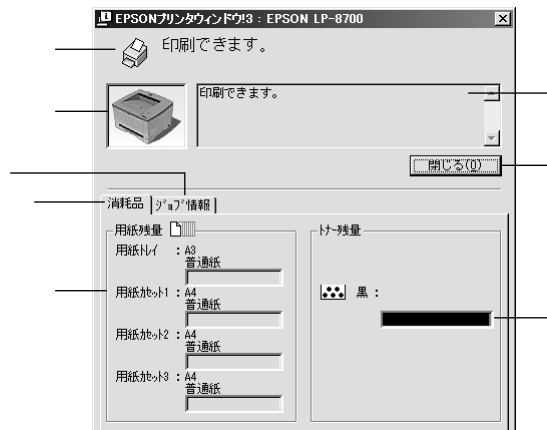 EPSONプリンタウィンドウ!3 : EPSON LP-8700
印刷できます。
印刷できます。
閉じる(O)
消耗品
ジョブ情報
用紙残量
用紙トレイ : A3
普通紙
用紙カセット1 : A4
普通紙
用紙カセット2 : A4
普通紙
用紙カセット3 : A4
普通紙
トナー残量
黒 :